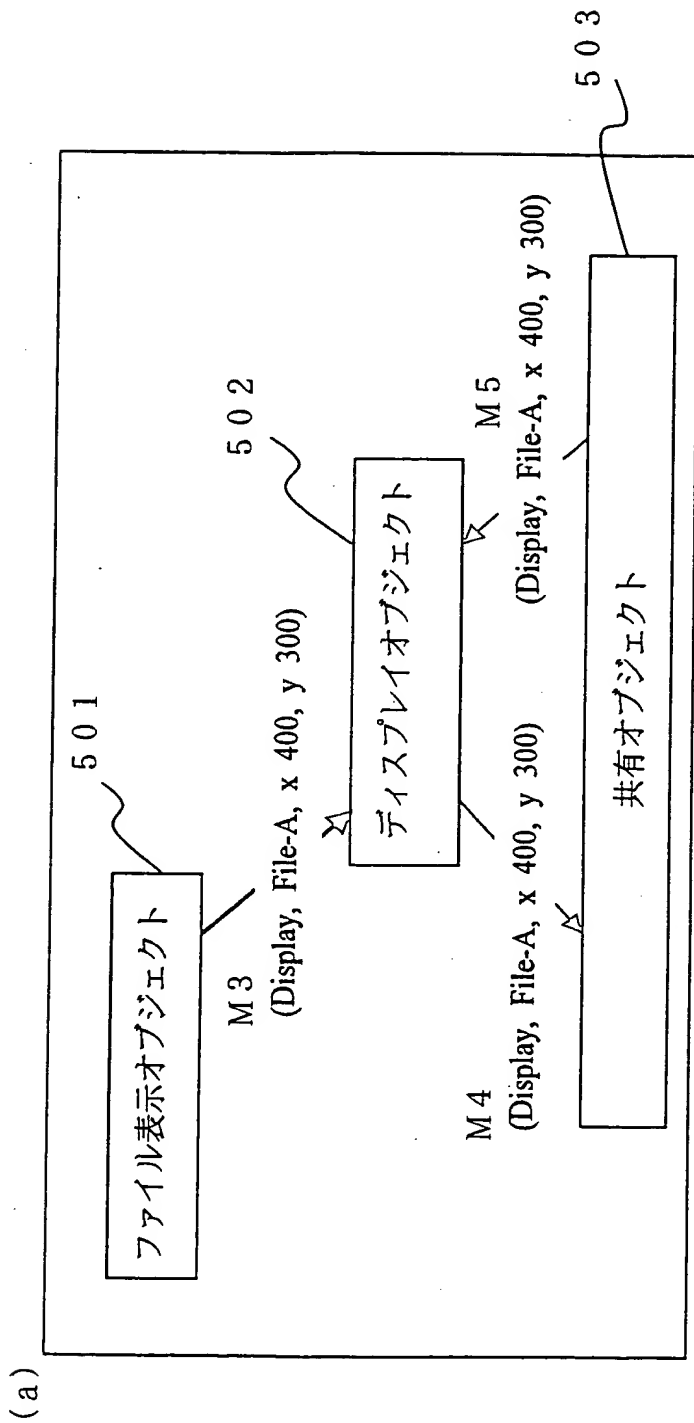 (a)
501
ファイル表示オブジェクト
M3
(Display, File-A, x 400, y 300)
502
ディスプレイオブジェクト
M4
(Display, File-A, x 400, y 300)
M5
(Display, File-A, x 400, y 300)
共有オブジェクト
503